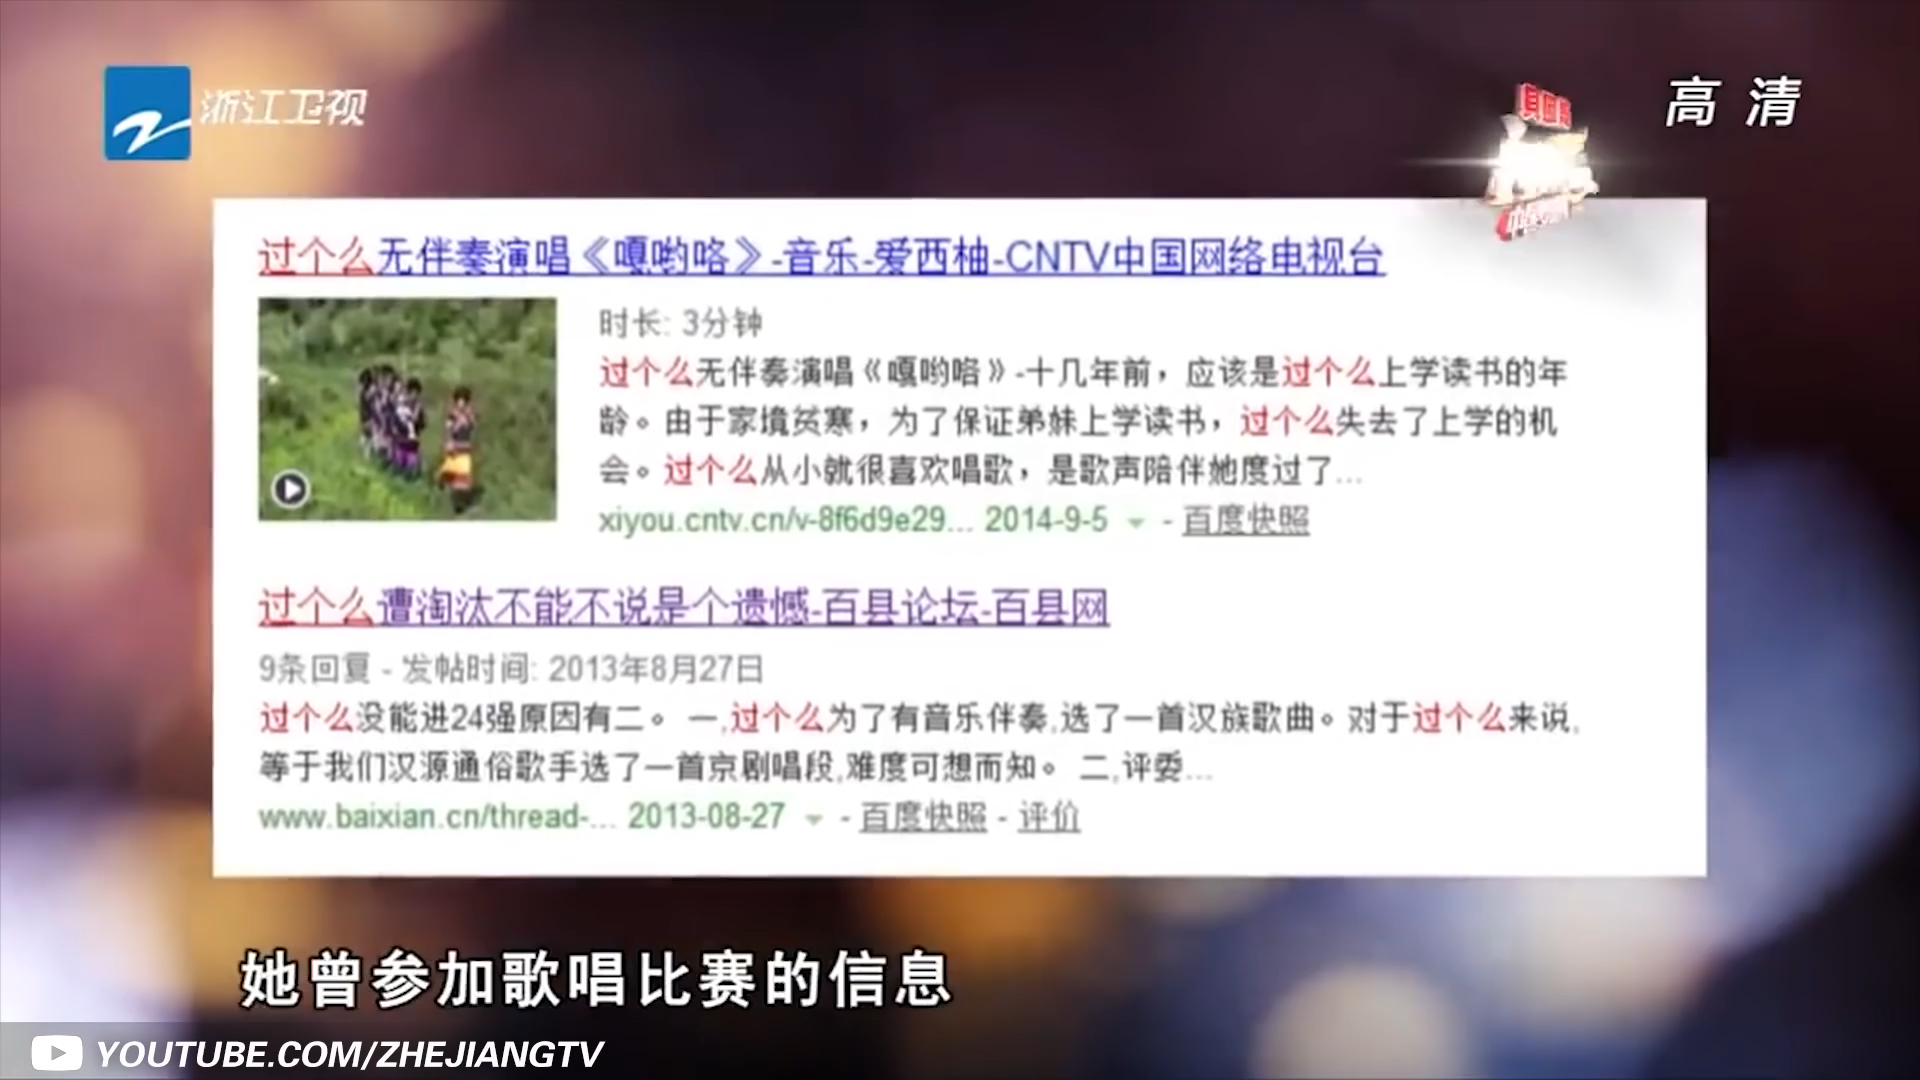 浙江卫视
高清
过个么无伴奏演唱《嘎哟咯》-音乐-爱西柚-CNTV中国网络电视台
时长: 3分钟
过个么无伴奏演唱《嘎哟咯》-十几年前，应该是过个么上学读书的年
龄。由于家境贫寒，为了保证弟妹上学读书，过个么失去了上学的机
会。过个么从小就很喜欢唱歌，是歌声陪伴她度过了...
xiyou.cntv.cn/v-8f6d9e29... 2014-9-5 - 百度快照
过个么遭淘汰不能不说是个遗憾-百县论坛-百县网
9条回复 - 发帖时间: 2013年8月27日
过个么没能进24强原因有二。 一,过个么为了有音乐伴奏,选了一首汉族歌曲。对于过个么来说,
等于我们汉源通俗歌手选了一首京剧唱段,难度可想而知。 二,评委...
www.baixian.cn/thread-... 2013-08-27 - 百度快照 - 评价
她曾参加歌唱比赛的信息
YOUTUBE.COM/ZHEJIANGTV